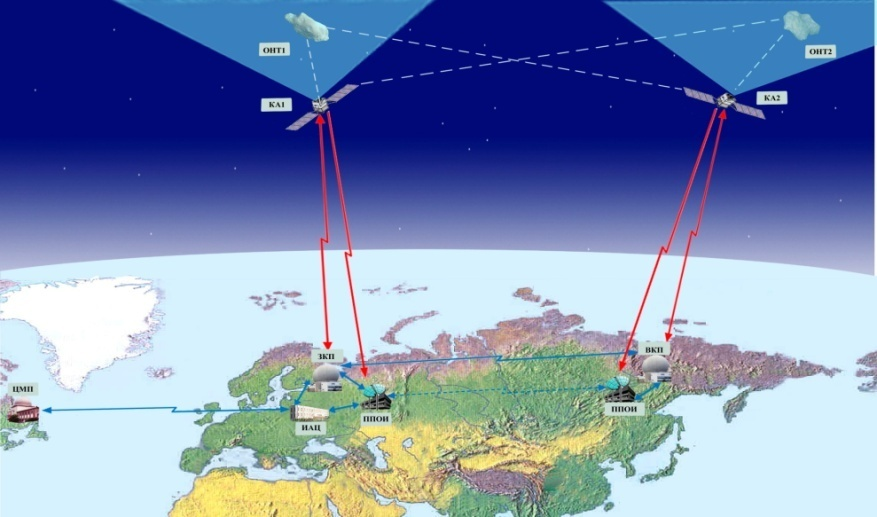 ОНТ1
ОНТ2
КА1
КА2
ЗКП
ВКП
ЦМП
ИАЦ
ППОИ
ППОИ